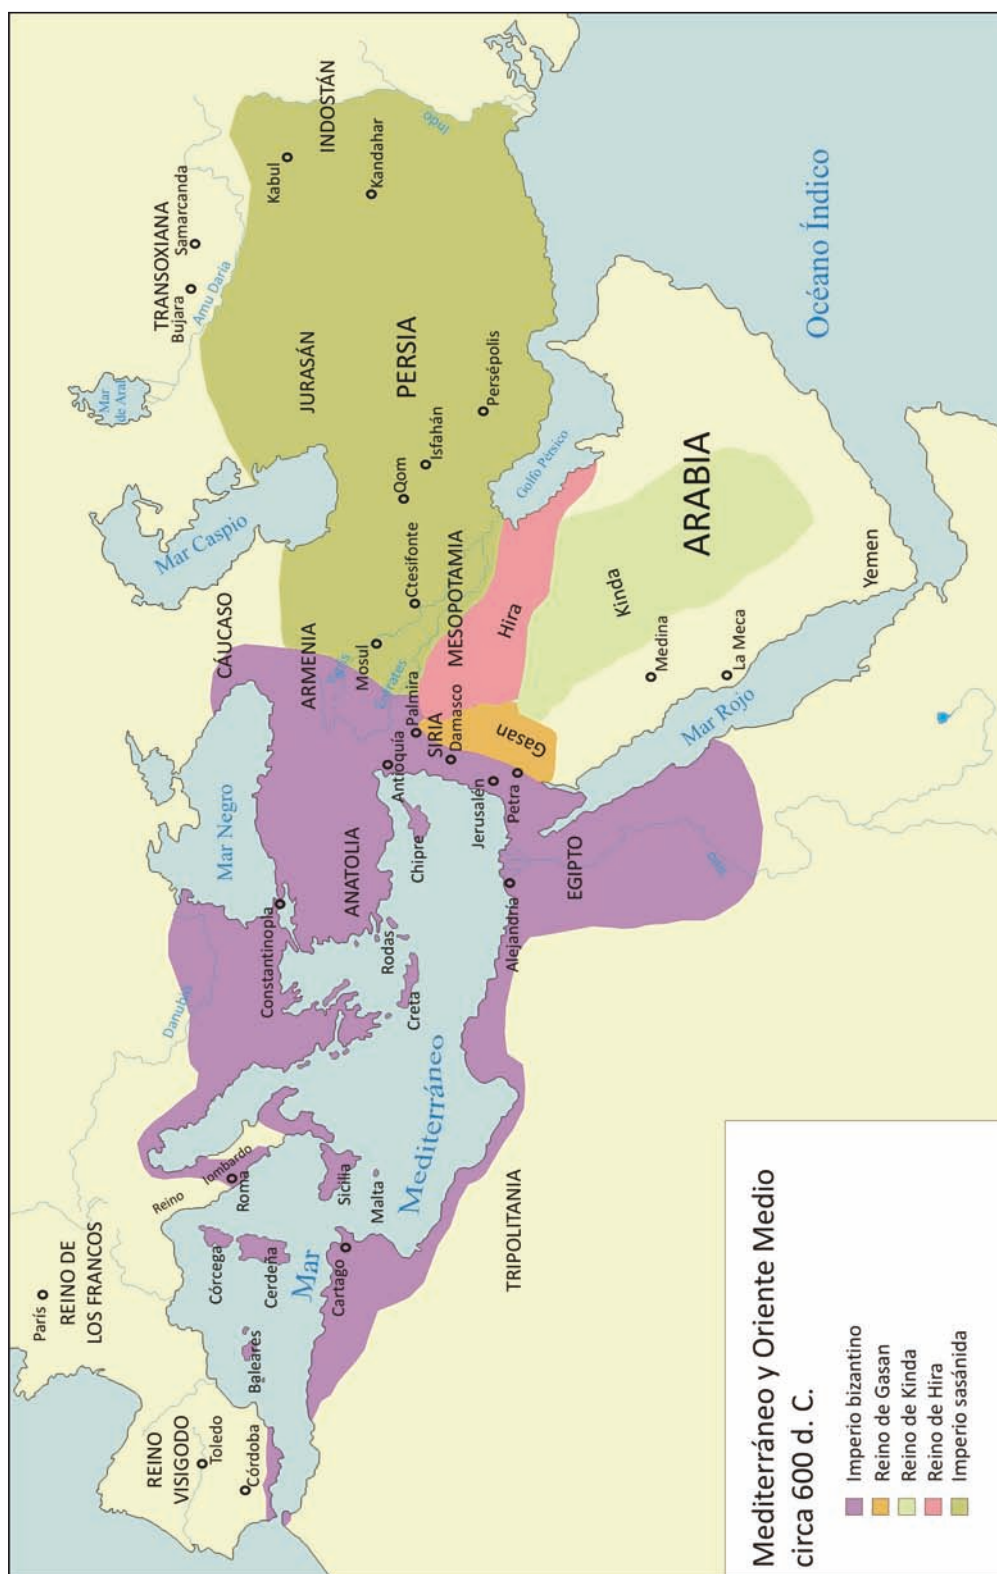 París
REINO DE
LOS FRANCOS
REINO
VISIGODO
Toledo
Córdoba
Baleares
Córcega
Cerdeña
Reino
lombardo
Roma
Sicilia
Malta
Cartago
Mar
Mediterráneo
TRIPOLITANIA
Danubio
Constantinopla
Mar Negro
ANATOLIA
Rodas
Creta
Chipre
Alejandría
EGIPTO
Nilo
Jerusalén
Petra
Antioquía
Palmira
SIRIA
Damasco
Gasan
CÁUCASO
ARMENIA
Tigris
Éufrates
Mosul
Ctesifonte
MESOPOTAMIA
Hira
Mar Caspio
Mar
de Aral
TRANSOXIANA
Bujara
Samarcanda
Amu Daria
JURASÁN
PERSIA
Qom
Isfahán
Persépolis
Golfo Pérsico
Kabul
INDOSTÁN
Kandahar
Indo
Kinda
ARABIA
Medina
La Meca
Mar Rojo
Yemen
Océano Índico
Mediterráneo y Oriente Medio
circa 600 d. C.
Imperio bizantino
Reino de Gasan
Reino de Kinda
Reino de Hira
Imperio sasánida